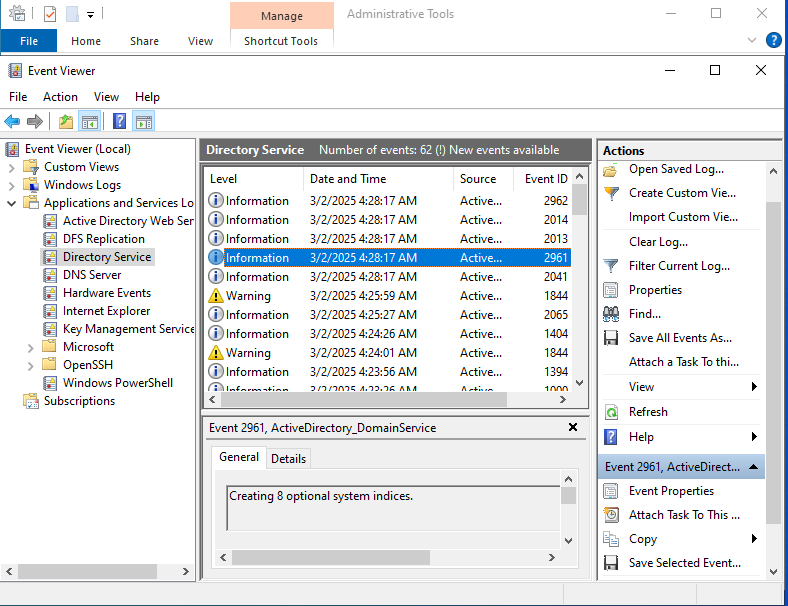 Manage
Administrative Tools
File
Home
Share
View
Shortcut Tools
Event Viewer
File
Action
View
Help
Event Viewer (Local)
Custom Views
Windows Logs
Applications and Services Lo
Active Directory Web Ser
DFS Replication
Directory Service
DNS Server
Hardware Events
Internet Explorer
Key Management Service
Microsoft
OpenSSH
Windows PowerShell
Subscriptions
Directory Service Number of events: 62 (!) New events available
Level Date and Time Source Event ID
Information 3/2/2025 4:28:17 AM Active... 2962
Information 3/2/2025 4:28:17 AM Active... 2014
Information 3/2/2025 4:28:17 AM Active... 2013
Information 3/2/2025 4:28:17 AM Active... 2961
Information 3/2/2025 4:28:17 AM Active... 2041
Warning 3/2/2025 4:25:59 AM Active... 1844
Information 3/2/2025 4:25:27 AM Active... 2065
Information 3/2/2025 4:24:26 AM Active... 1404
Warning 3/2/2025 4:24:01 AM Active... 1844
Information 3/2/2025 4:23:56 AM Active... 1394
Information 3/2/2025 4:23:26 AM Active...
Event 2961, ActiveDirectory_DomainService
General
Details
Creating 8 optional system indices.
Actions
Open Saved Log...
Create Custom Vie...
Import Custom Vie...
Clear Log...
Filter Current Log...
Properties
Find...
Save All Events As...
Attach a Task To thi...
View
Refresh
Help
Event 2961, ActiveDirect...
Event Properties
Attach Task To This ...
Copy
Save Selected Event...